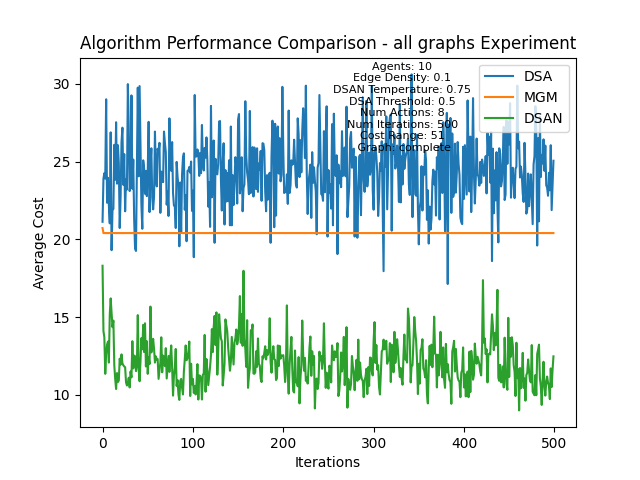 Algorithm Performance Comparison - all graphs Experiment
Agents: 10
Edge Density: 0.1
DSAN Temperature: 0.75
DSA Threshold: 0.5
Num Actions: 8
Num Iterations: 500
Cost Range: 51
Graph: complete
DSA
MGM
DSAN
Average Cost
30
25
20
15
10
0
100
200
300
400
500
Iterations